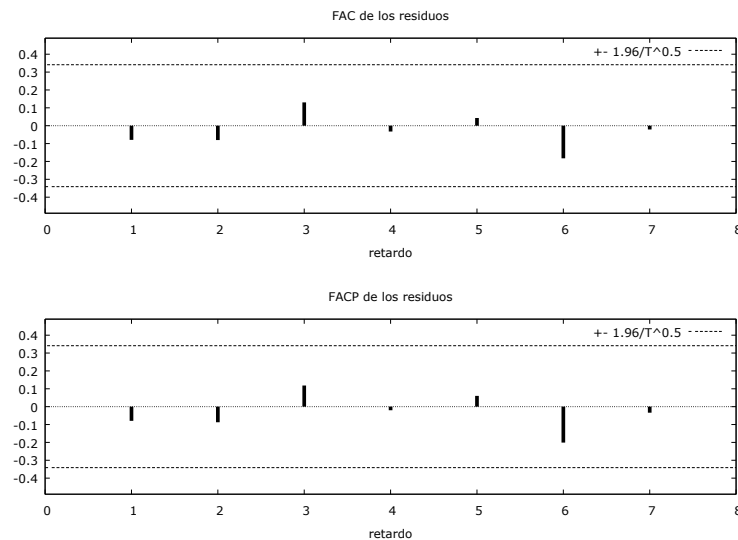 FAC de los residuos
+- 1.96/T^0.5
0.4
0.3
0.2
0.1
0
-0.1
-0.2
-0.3
-0.4
0 1 2 3 4 5 6 7 8
retardo
FACP de los residuos
+- 1.96/T^0.5
0.4
0.3
0.2
0.1
0
-0.1
-0.2
-0.3
-0.4
0 1 2 3 4 5 6 7 8
retardo